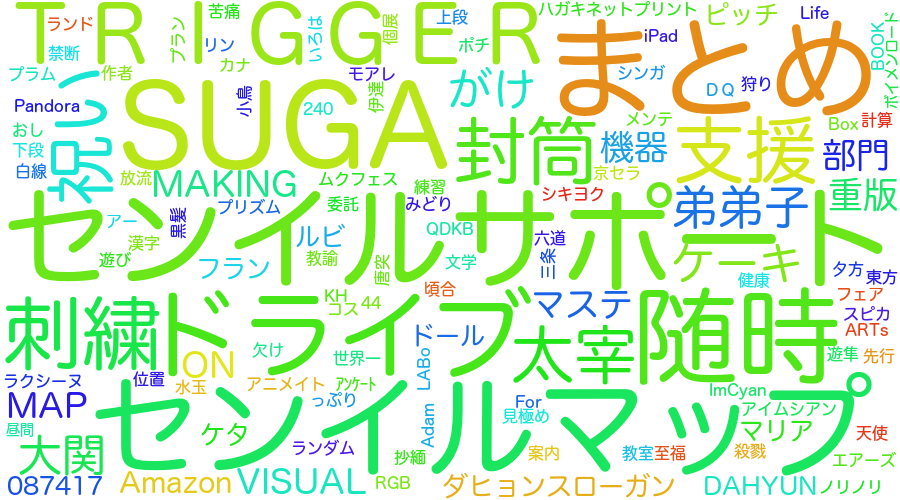 TRIGGER
まとめ
SUGA
祝い
がけ
封筒
機器
支援
部門
重版
弟弟子
MAKING
センイルサポート
ケーキ
ルビ
フラン
刺繍
ドライブ
随時
マステ
ドール
太宰
ON
MAP
センイルマップ
ケタ
大関
087417
Amazon
VISUAL
ダヒョンスローガン
DAHYUN
マリア
ピッチ
ランド
苦痛
プラン
リン
カナ
禁断
プラム
作者
Pandora
おし
下段
白線
小鳥
いろは
240
モアレ
個展
伊達
上段
ポチ
ハガキネットプリント
iPad
シンガ
Life
DQ
狩り
BOOK
ボイメンロード
メンテ
Box
計算
京セラ
放流
ムクフェス
練習
委託
みどり
シキヨク
プリズム
黒髪
アー
漢字
遊び
教諭
唐突
QDKB
文学
六道
三条
頃合
健康
夕方
東方
フェア
スピカ
ARTs
遊隼
先行
KH
コス
44
欠け
世界一
ラクシーヌ
位置
水玉
アニメイト
ｱﾝｹｰﾄ
っぷり
LABo
Adam
For
見極め
ImCyan
アイムシアン
昼間
ランダム
抄緬
RGB
案内
教室
至福
殺戮
天使
エアーズ
ノリノリ